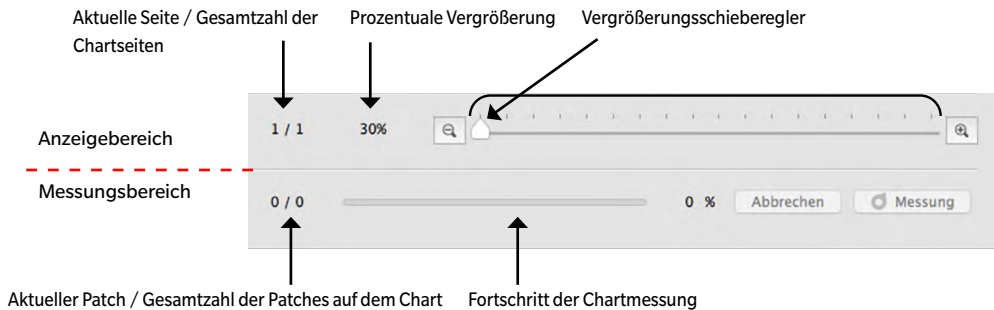 Aktuelle Seite / Gesamtzahl der
Chartseiten
Prozentuale Vergrößerung
Vergrößerungsschieberegler
Anzeigebereich
1 / 1
30%
Messungsbereich
0 / 0
0 %
Abbrechen
Messung
Aktueller Patch / Gesamtzahl der Patches auf dem Chart
Fortschritt der Chartmessung